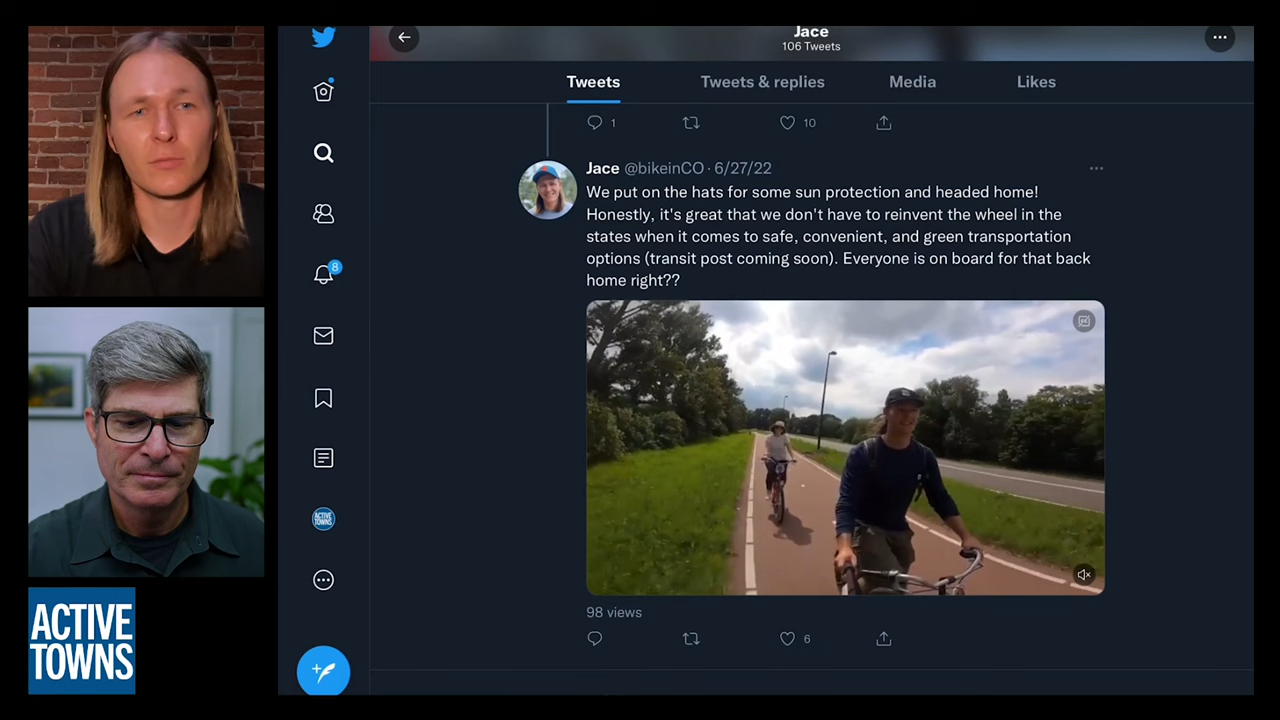 Jace
106 Tweets
Tweets
Tweets & replies
Media
Likes
1
10
Jace @bikeinCO · 6/27/22
We put on the hats for some sun protection and headed home!
Honestly, it's great that we don't have to reinvent the wheel in the
states when it comes to safe, convenient, and green transportation
options (transit post coming soon). Everyone is on board for that back
home right??
8
ACTIVE
TOWNS
98 views
6
ACTIVE
TOWNS